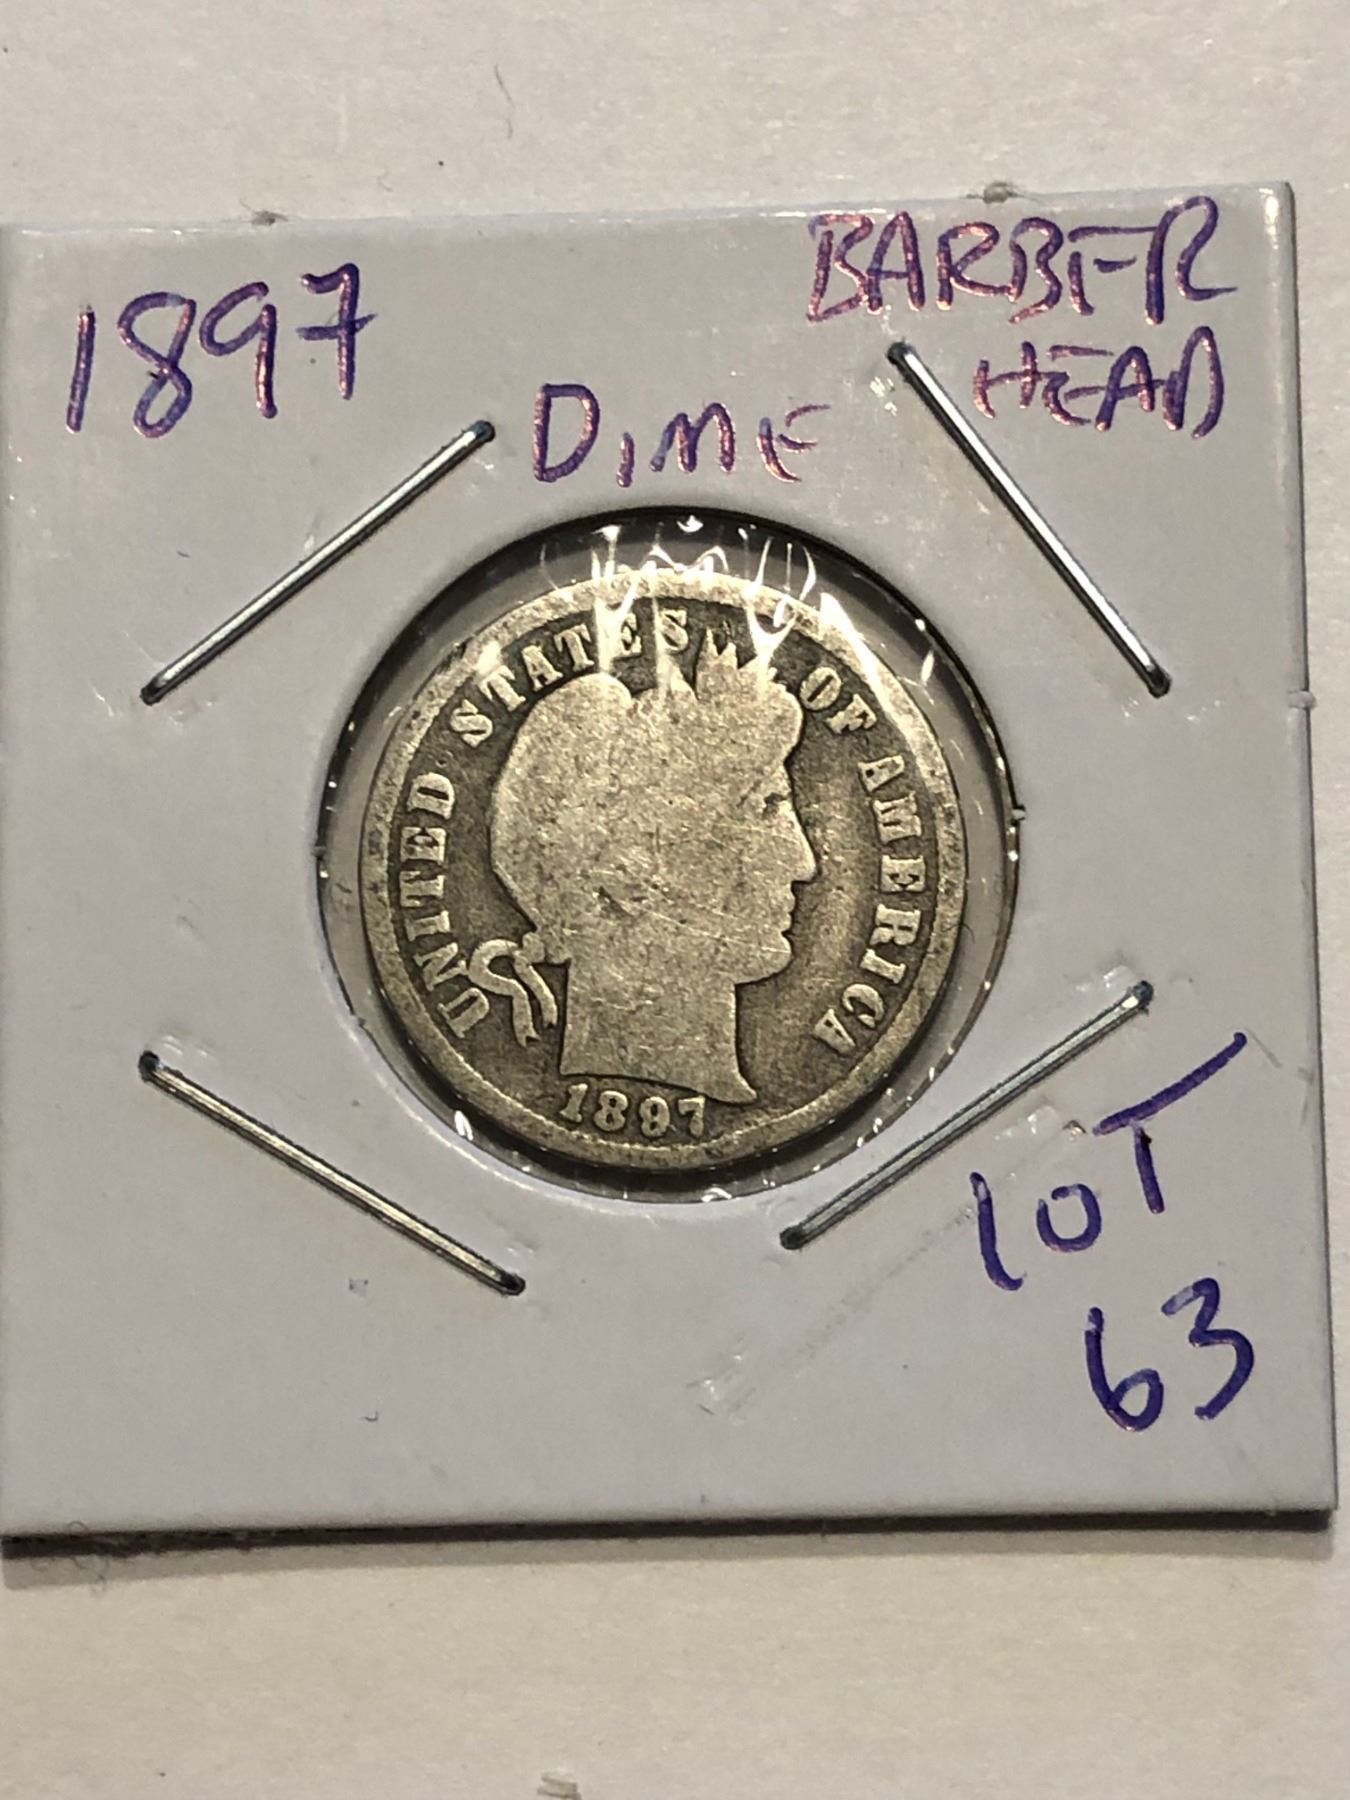 1897
BARBER
HEAD
DIME
UNITED STATES OF AMERICA
1897
LOT
63